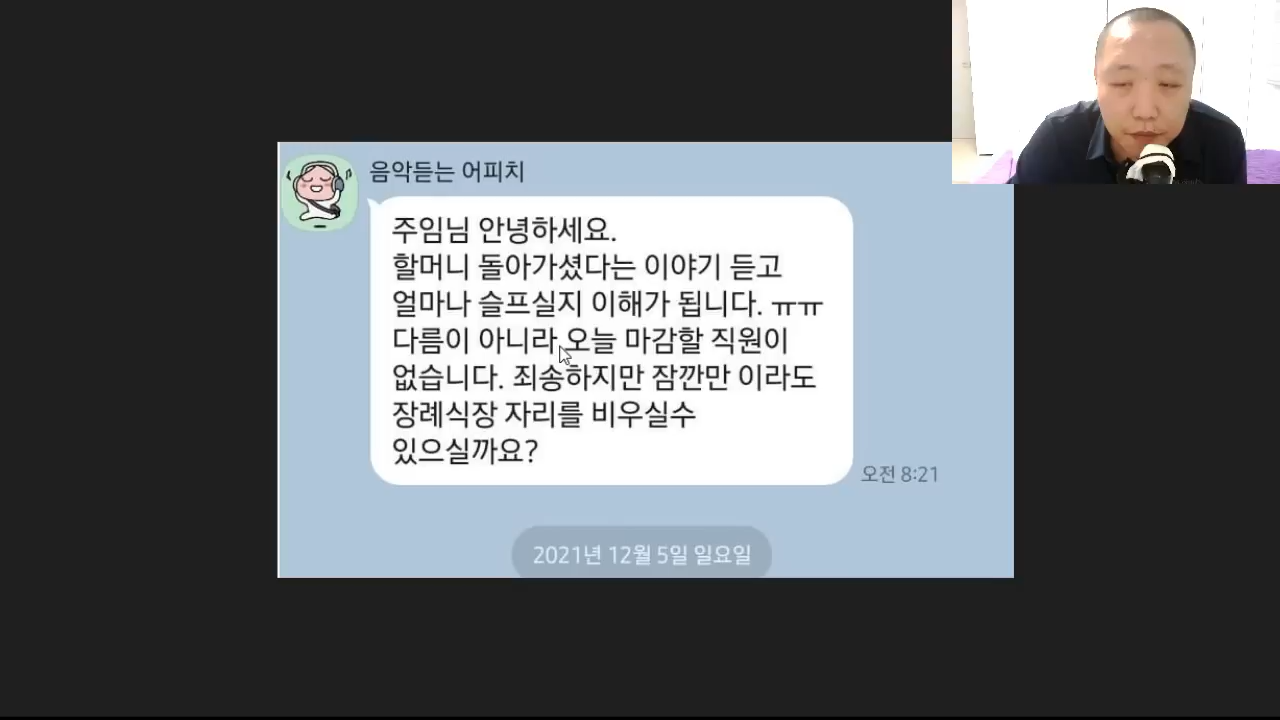 음악듣는 어피치
주임님 안녕하세요.
할머니 돌아가셨다는 이야기 듣고
얼마나 슬프실지 이해가 됩니다. ㅠㅠ
다름이 아니라 오늘 마감할 직원이
없습니다. 죄송하지만 잠깐만 이라도
장례식장 자리를 비우실수
있으실까요?
오전 8:21
2021년 12월 5일 일요일